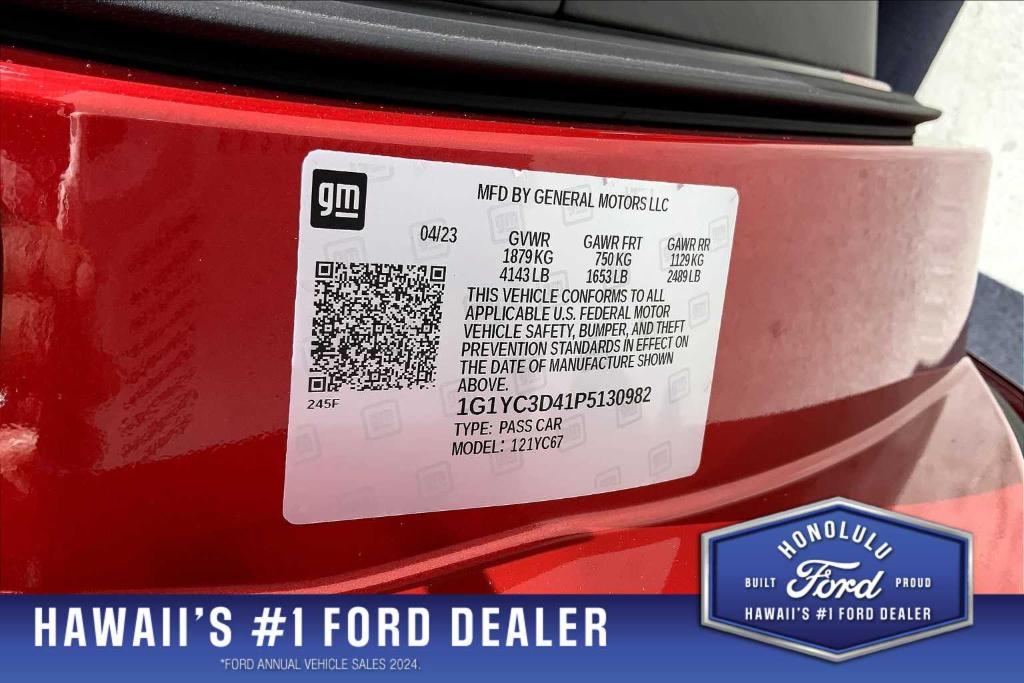 gm
MFD BY GENERAL MOTORS LLC
04/23 GVWR GAWR FRT GAWR RR
1879 KG 750 KG 1129 KG
4143 LB 1653 LB 2489 LB
THIS VEHICLE CONFORMS TO ALL
APPLICABLE U.S. FEDERAL MOTOR
VEHICLE SAFETY, BUMPER, AND THEFT
PREVENTION STANDARDS IN EFFECT ON
THE DATE OF MANUFACTURE SHOWN
ABOVE.
245F
1G1YC3D41P5130982
TYPE: PASS CAR
MODEL: 121YC67
HONOLULU
BUILT Ford PROUD
HAWAII'S #1 FORD DEALER
HAWAII'S #1 FORD DEALER
*FORD ANNUAL VEHICLE SALES 2024.